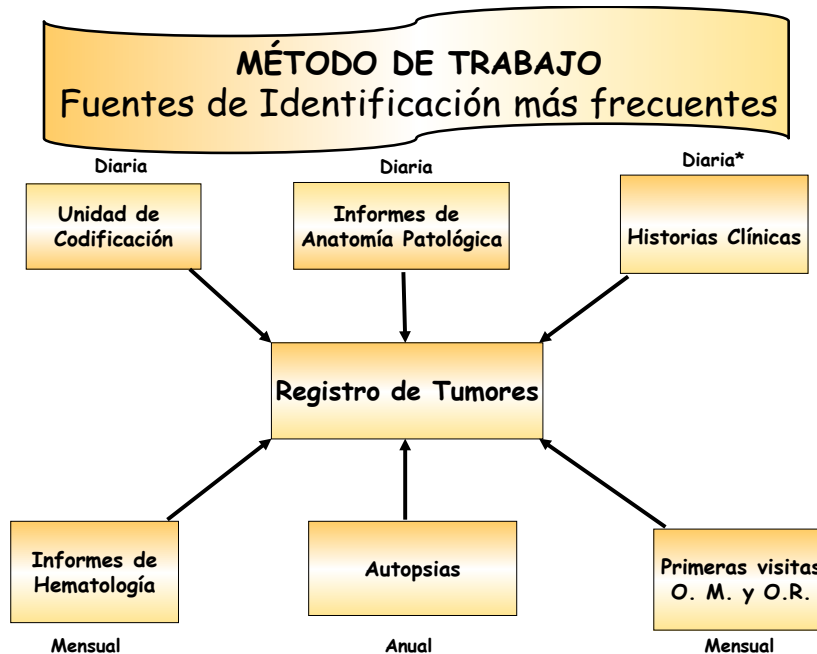 MÉTODO DE TRABAJO
Fuentes de Identificación más frecuentes
Diaria
Diaria
Diaria*
Unidad de
Codificación
Informes de
Anatomía Patológica
Historias Clínicas
Registro de Tumores
Informes de
Hematología
Autopsias
Primeras visitas
O. M. y O.R.
Mensual
Anual
Mensual